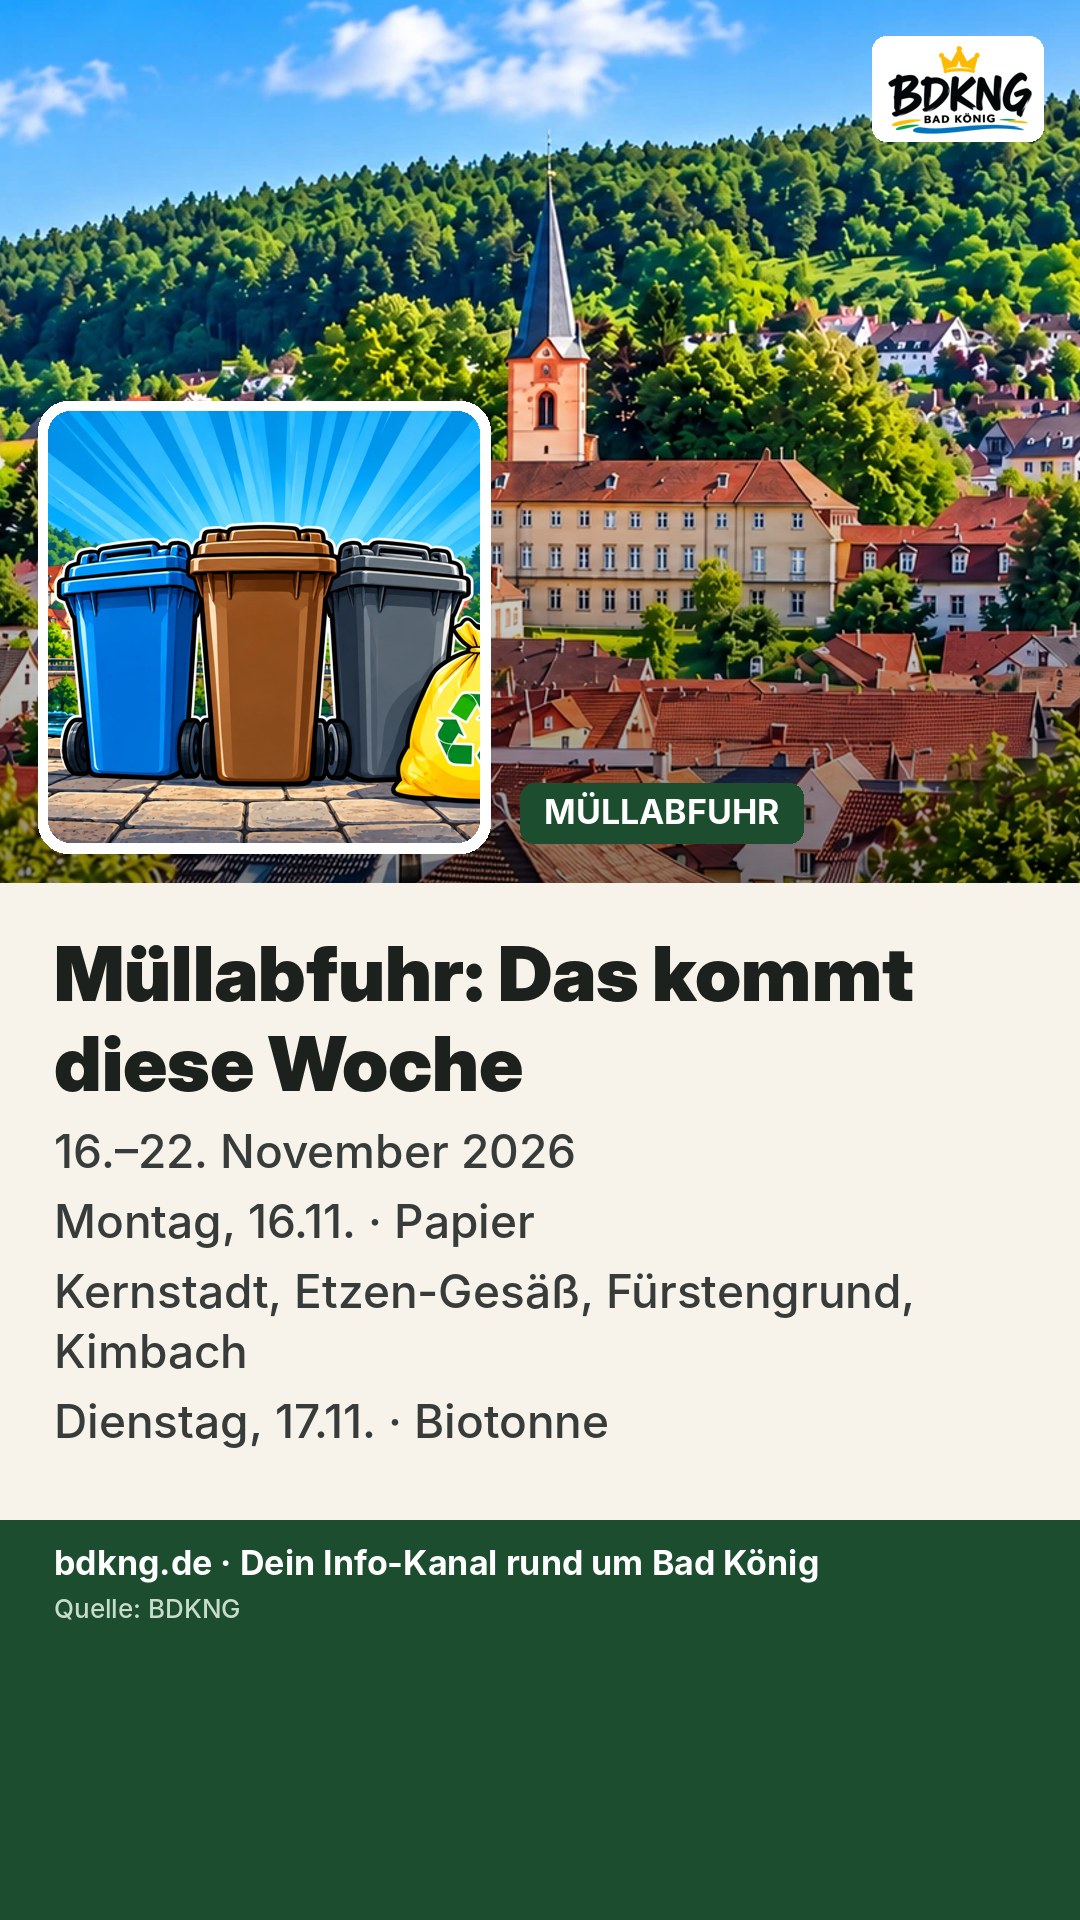 BDKNG
BAD KÖNIG
MÜLLABFUHR
Müllabfuhr: Das kommt
diese Woche
16.–22. November 2026
Montag, 16.11. · Papier
Kernstadt, Etzen-Gesäß, Fürstengrund,
Kimbach
Dienstag, 17.11. · Biotonne
bdkng.de · Dein Info-Kanal rund um Bad König
Quelle: BDKNG